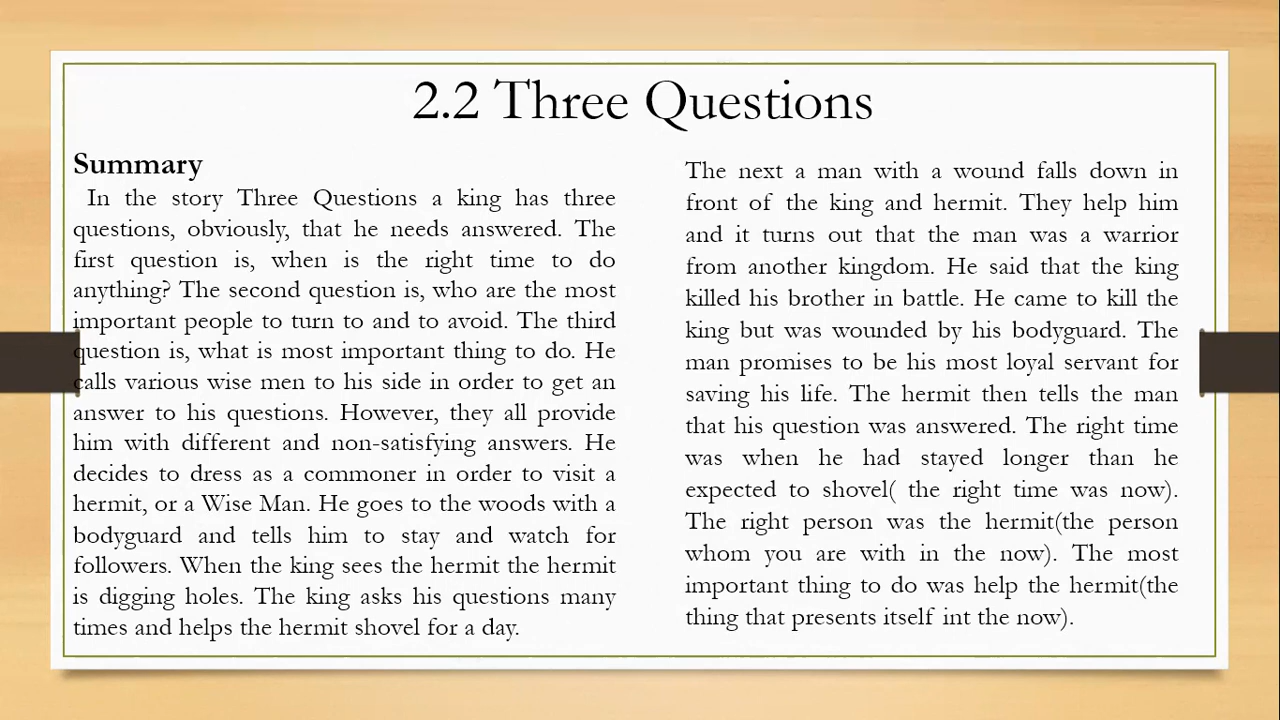 2.2 Three Questions
Summary
In the story Three Questions a king has three
questions, obviously, that he needs answered. The
first question is, when is the right time to do
anything? The second question is, who are the most
important people to turn to and to avoid. The third
question is, what is most important thing to do. He
calls various wise men to his side in order to get an
answer to his questions. However, they all provide
him with different and non-satisfying answers. He
decides to dress as a commoner in order to visit a
hermit, or a Wise Man. He goes to the woods with a
bodyguard and tells him to stay and watch for
followers. When the king sees the hermit the hermit
is digging holes. The king asks his questions many
times and helps the hermit shovel for a day.
The next a man with a wound falls down in
front of the king and hermit. They help him
and it turns out that the man was a warrior
from another kingdom. He said that the king
killed his brother in battle. He came to kill the
king but was wounded by his bodyguard. The
man promises to be his most loyal servant for
saving his life. The hermit then tells the man
that his question was answered. The right time
was when he had stayed longer than he
expected to shovel( the right time was now).
The right person was the hermit(the person
whom you are with in the now). The most
important thing to do was help the hermit(the
thing that presents itself int the now).